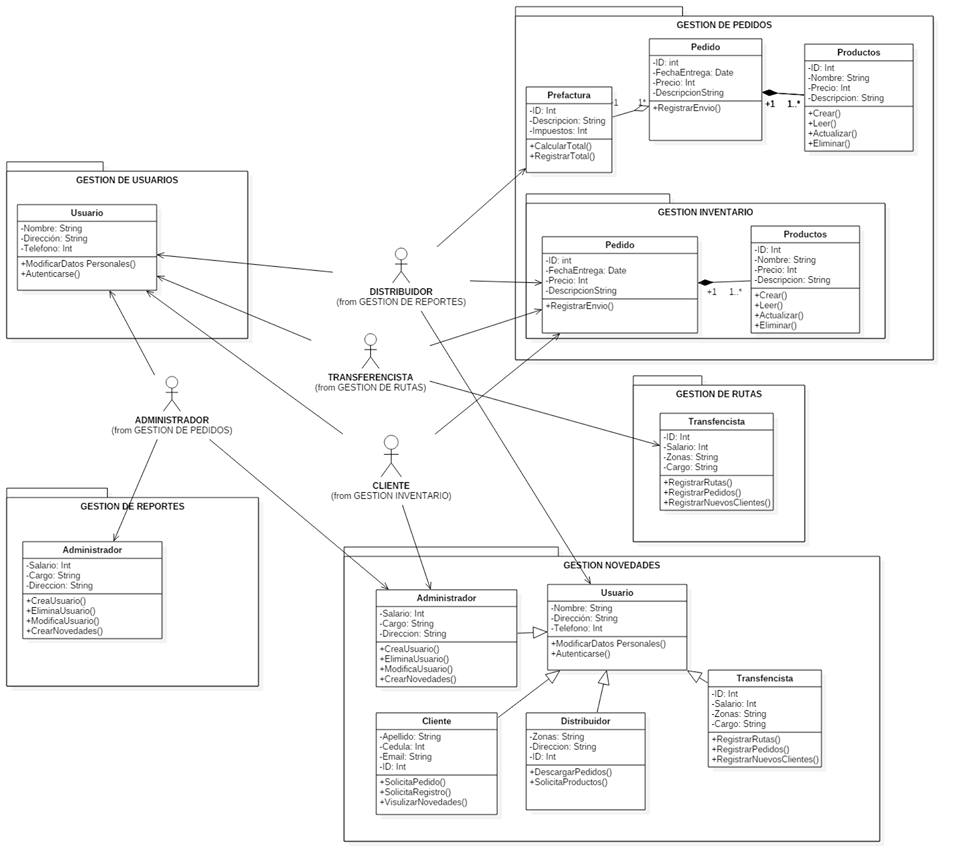 GESTION DE PEDIDOS
Pedido
-ID: int
-FechaEntrega: Date
-Precio: Int
-DescripcionString
+RegistrarEnvio()
Productos
-ID: Int
-Nombre: String
-Precio: Int
-Descripcion: String
+Crear()
+Leer()
+Actualizar()
+Eliminar()
+1
1..*
Prefactura
-ID: Int
-Descripcion: String
-Impuestos: Int
+CalcularTotal()
+RegistrarTotal()
1
1*
GESTION INVENTARIO
Pedido
-ID: int
-FechaEntrega: Date
-Precio: Int
-DescripcionString
+RegistrarEnvio()
Productos
-ID: Int
-Nombre: String
-Precio: Int
-Descripcion: String
+Crear()
+Leer()
+Actualizar()
+Eliminar()
+1
1..*
GESTION DE USUARIOS
Usuario
-Nombre: String
-Dirección: String
-Telefono: Int
+ModificarDatos Personales()
+Autenticarse()
DISTRIBUIDOR
(from GESTION DE REPORTES)
TRANSFERENCISTA
(from GESTION DE RUTAS)
ADMINISTRADOR
(from GESTION DE PEDIDOS)
CLIENTE
(from GESTION INVENTARIO)
GESTION DE RUTAS
Transfencista
-ID: Int
-Salario: Int
-Zonas: String
-Cargo: String
+RegistrarRutas()
+RegistrarPedidos()
+RegistrarNuevosClientes()
GESTION DE REPORTES
Administrador
-Salario: Int
-Cargo: String
-Direccion: String
+CreaUsuario()
+EliminaUsuario()
+ModificaUsuario()
+CrearNovedades()
GESTION NOVEDADES
Administrador
-Salario: Int
-Cargo: String
-Direccion: String
+CreaUsuario()
+EliminaUsuario()
+ModificaUsuario()
+CrearNovedades()
Usuario
-Nombre: String
-Dirección: String
-Telefono: Int
+ModificarDatos Personales()
+Autenticarse()
Transfencista
-ID: Int
-Salario: Int
-Zonas: String
-Cargo: String
+RegistrarRutas()
+RegistrarPedidos()
+RegistrarNuevosClientes()
Cliente
-Apellido: String
-Cedula: Int
-Email: String
-ID: Int
+SolicitaPedido()
+SolicitaRegistro()
+VisulizarNovedades()
Distribuidor
-Zonas: String
-Direccion: String
-ID: Int
+DescargarPedidos()
+SolicitaProductos()